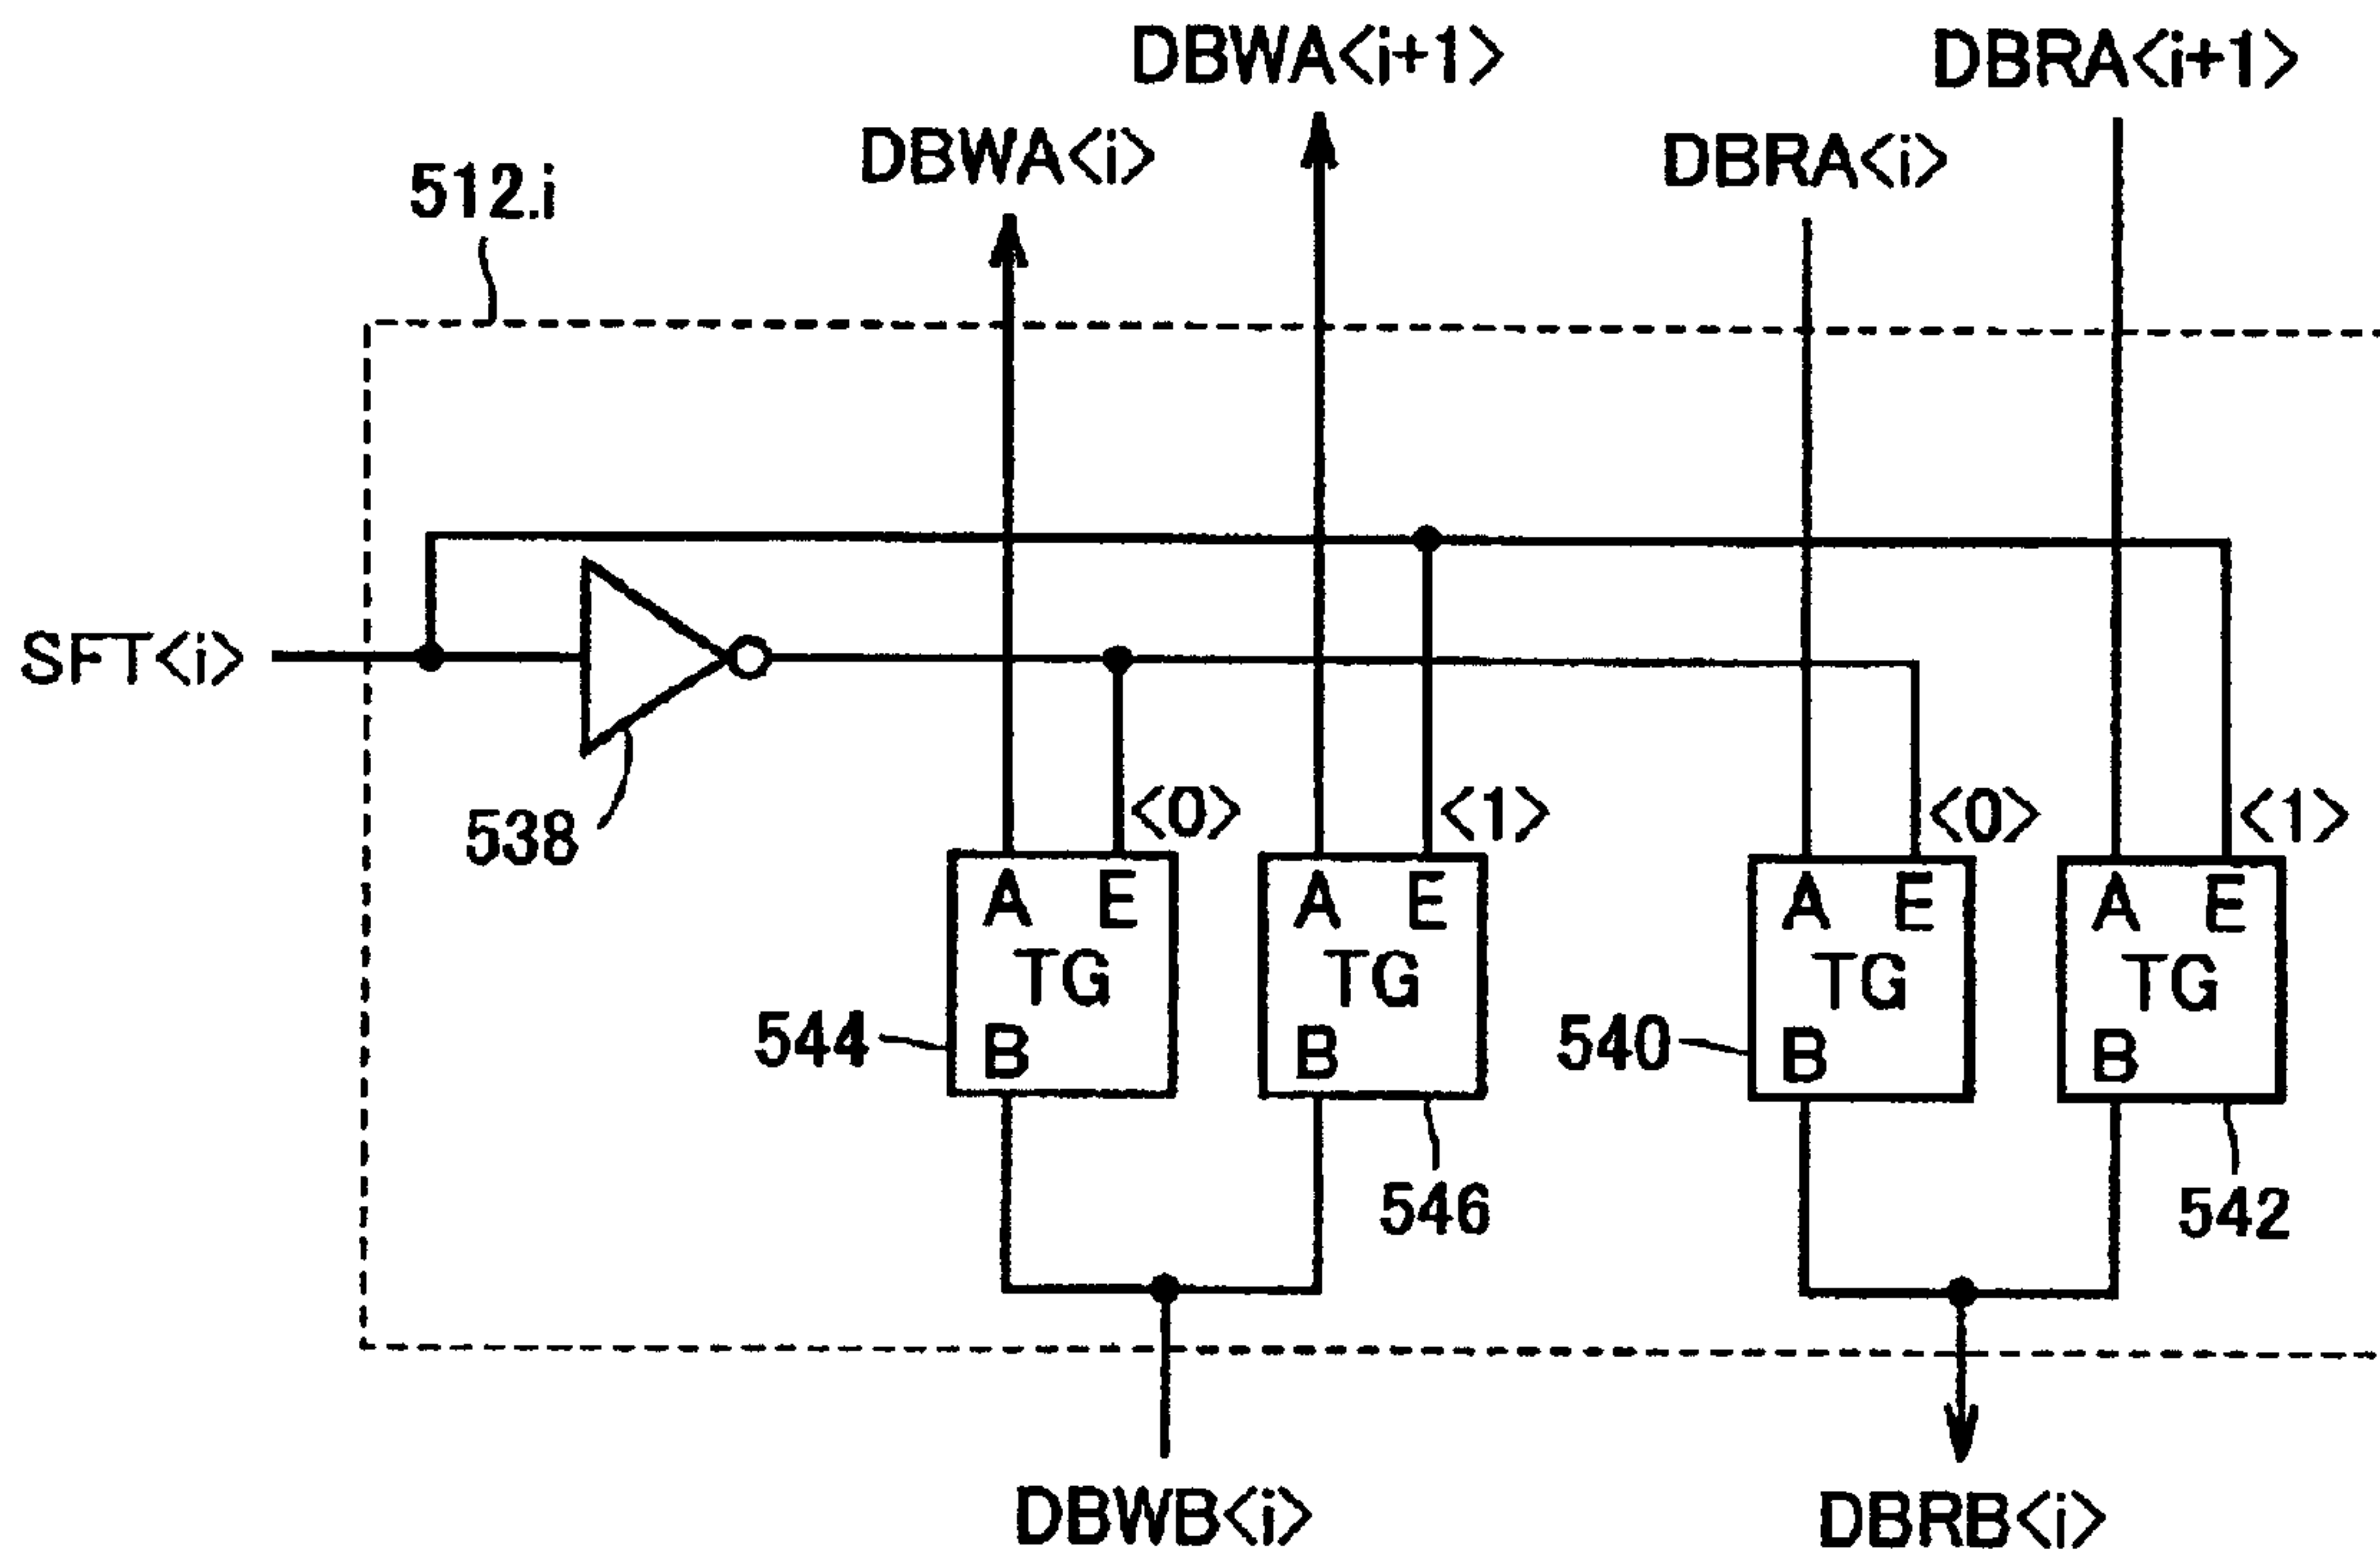 DBWA<i+1>
DBRA<i+1>
DBWA<i>
DBRA<i>
512.i
SFT<i>
538
<0>
<1>
<0>
<1>
A E
TG
B
A E
TG
B
A E
TG
B
A E
TG
B
544
540
546
542
DBWB<i>
DBRB<i>